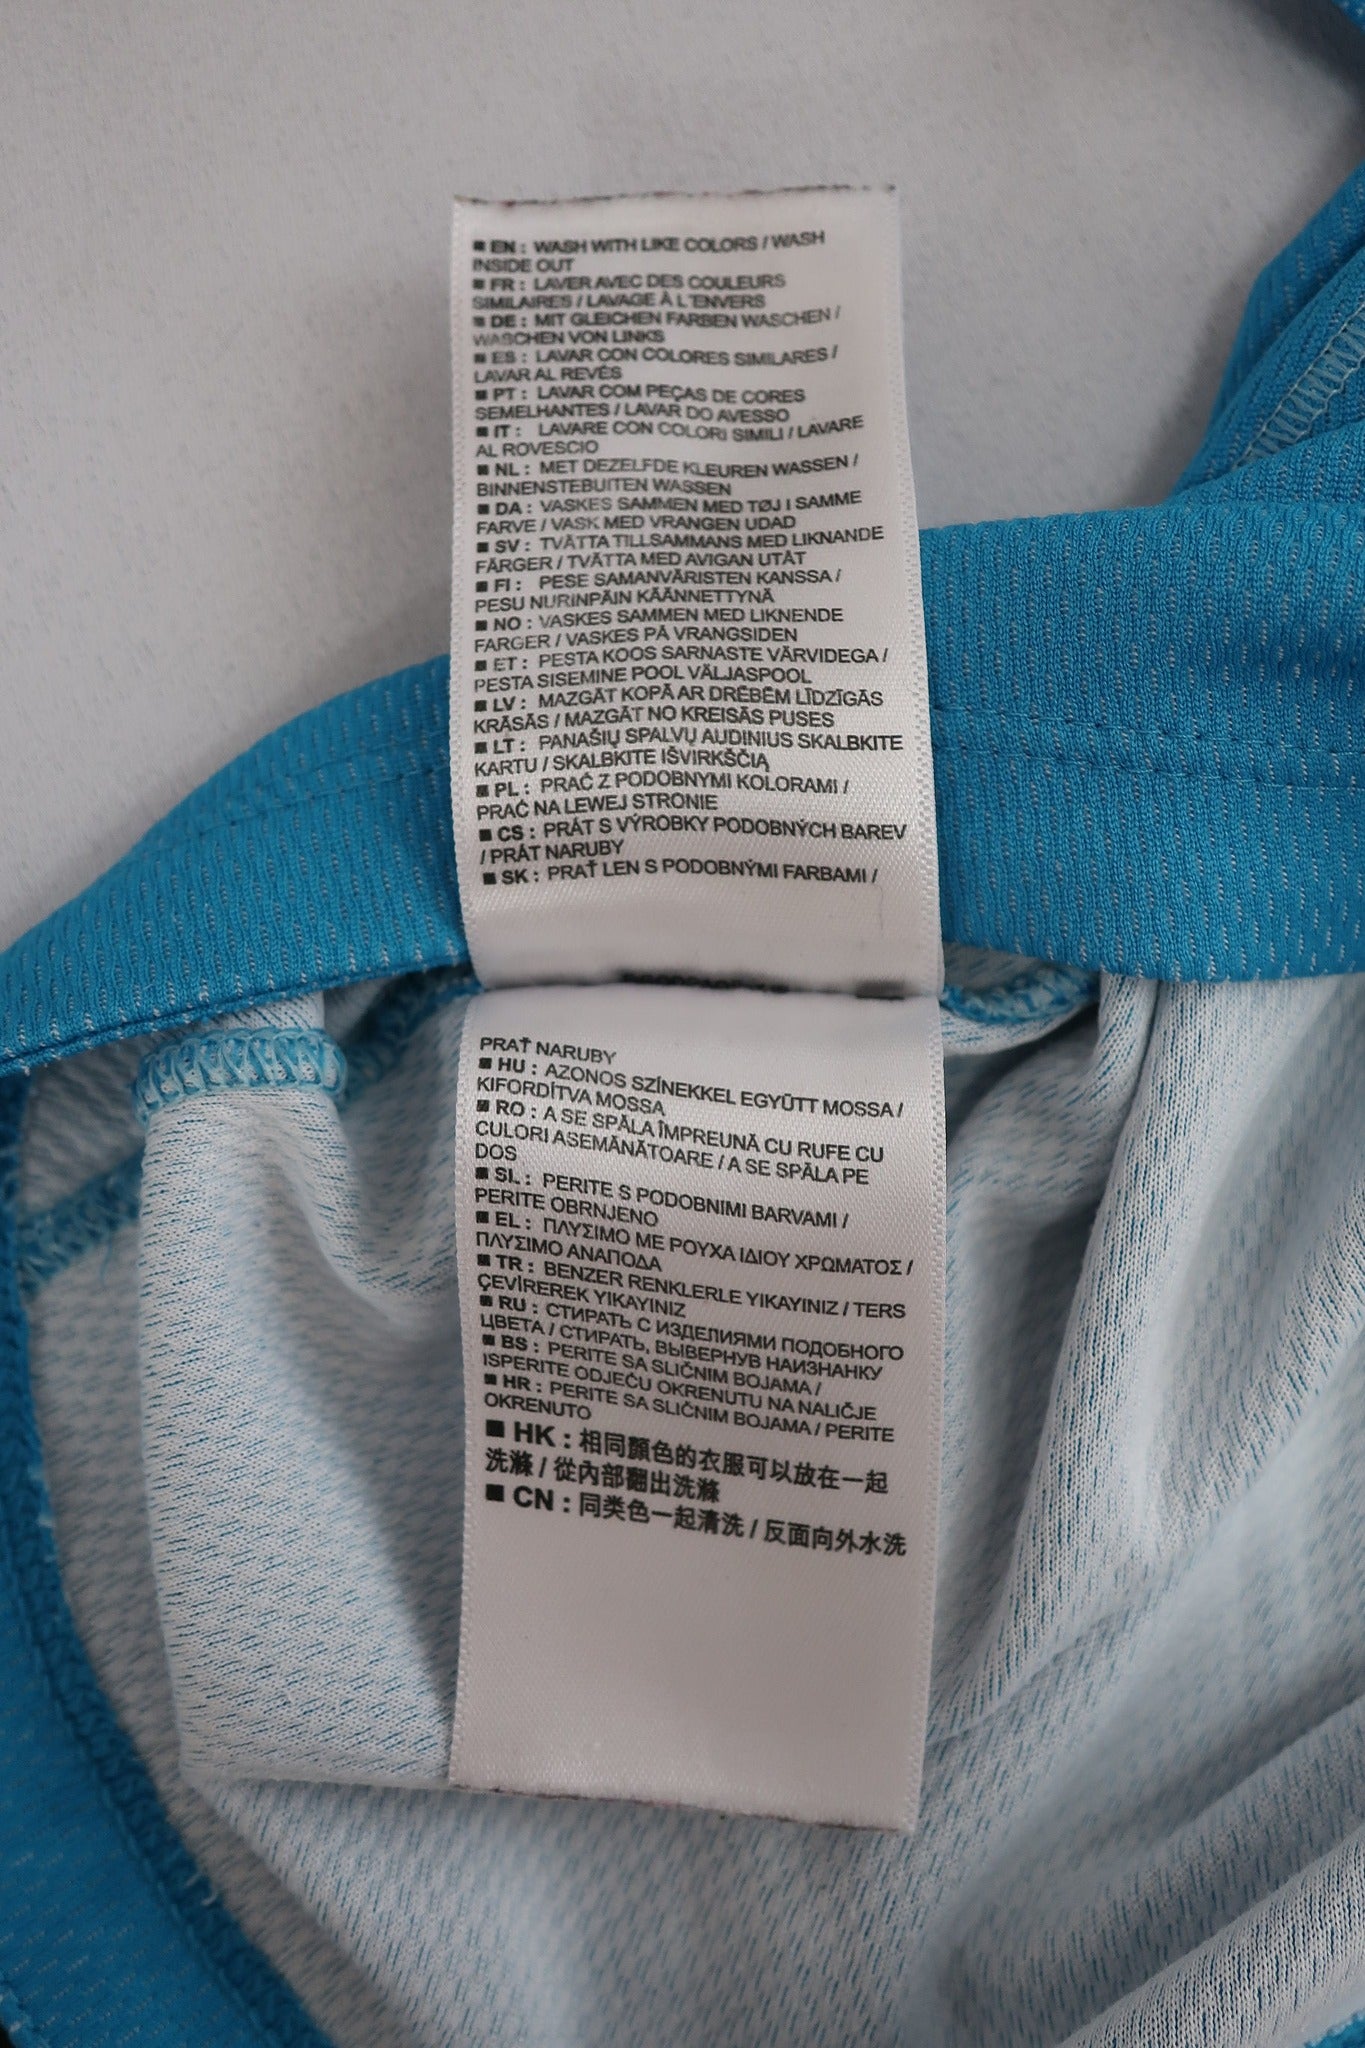 ■ EN : WASH WITH LIKE COLORS / WASH
INSIDE OUT
■ FR : LAVER AVEC DES COULEURS
SIMILAIRES / LAVAGE À L'ENVERS
■ DE : MIT GLEICHEN FARBEN WASCHEN /
WASCHEN VON LINKS
■ ES : LAVAR CON COLORES SIMILARES /
LAVAR AL REVÉS
■ PT : LAVAR COM PEÇAS DE CORES
SEMELHANTES / LAVAR DO AVESSO
■ IT : LAVARE CON COLORI SIMILI / LAVARE
AL ROVESCIO
■ NL : MET DEZELFDE KLEUREN WASSEN /
BINNENSTEBUITEN WASSEN
■ DA : VASKES SAMMEN MED TØJ I SAMME
FARVE / VASK MED VRANGEN UDAD
■ SV : TVÄTTA TILLSAMMANS MED LIKNANDE
FÄRGER / TVÄTTA MED AVIGAN UTÅT
■ FI : PESE SAMANVÄRISTEN KANSSA /
PESU NURINPÄIN KÄÄNNETTYNÄ
■ NO : VASKES SAMMEN MED LIKNENDE
FARGER / VASKES PÅ VRANGSIDEN
■ ET : PESTA KOOS SARNASTE VÄRVIDEGA /
PESTA SISEMINE POOL VÄLJASPOOL
■ LV : MAZGĀT KOPĀ AR DRĒBĒM LĪDZĪGĀS
KRĀSĀS / MAZGĀT NO KREISĀS PUSES
■ LT : PANAŠIŲ SPALVŲ AUDINIUS SKALBKITE
KARTU / SKALBKITE IŠVIRKŠČIĄ
■ PL : PRAĆ Z PODOBNYMI KOLORAMI /
PRAĆ NA LEWEJ STRONIE
■ CS : PRÁT S VÝROBKY PODOBNÝCH BAREV
/ PRÁT NARUBY
■ SK : PRAŤ LEN S PODOBNÝMI FARBAMI /
PRAŤ NARUBY
■ HU : AZONOS SZÍNEKKEL EGYÜTT MOSSA /
KIFORDÍTVA MOSSA
■ RO : A SE SPĂLA ÎMPREUNĂ CU RUFE CU
CULORI ASEMĂNĂTOARE / A SE SPĂLA PE
DOS
■ SL : PERITE S PODOBNIMI BARVAMI /
PERITE OBRNJENO
■ EL : ΠΛΥΣΙΜΟ ΜΕ ΡΟΥΧΑ ΙΔΙΟΥ ΧΡΩΜΑΤΟΣ /
ΠΛΥΣΙΜΟ ΑΝΑΠΟΔΑ
■ TR : BENZER RENKLERLE YIKAYINIZ / TERS
ÇEVİREREK YIKAYINIZ
■ RU : СТИРАТЬ С ИЗДЕЛИЯМИ ПОДОБНОГО
ЦВЕТА / СТИРАТЬ, ВЫВЕРНУВ НАИЗНАНКУ
■ BS : PERITE SA SLIČNIM BOJAMA /
ISPERITE ODJEĆU OKRENUTU NA NALIČJE
■ HR : PERITE SA SLIČNIM BOJAMA / PERITE
OKRENUTO
■ HK : 相同顏色的衣服可以放在一起
洗滌 / 從內部翻出洗滌
■ CN : 同类色一起清洗 / 反面向外水洗